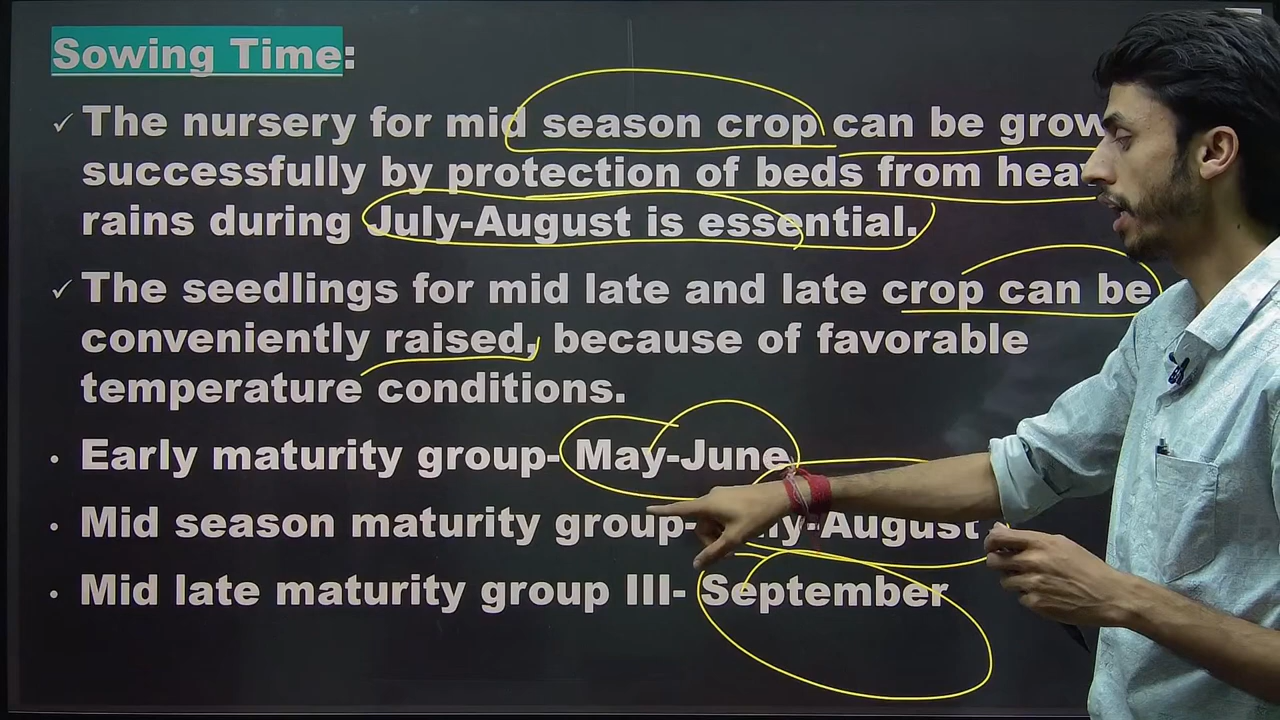 Sowing Time:
✓ The nursery for mid season crop can be grow
successfully by protection of beds from
rains during July-August is essential.
✓ The seedlings for mid late and late crop can be
conveniently raised, because of favorable
temperature conditions.
• Early maturity group- May-June
• Mid season maturity group- ly-August
• Mid late maturity group III- September